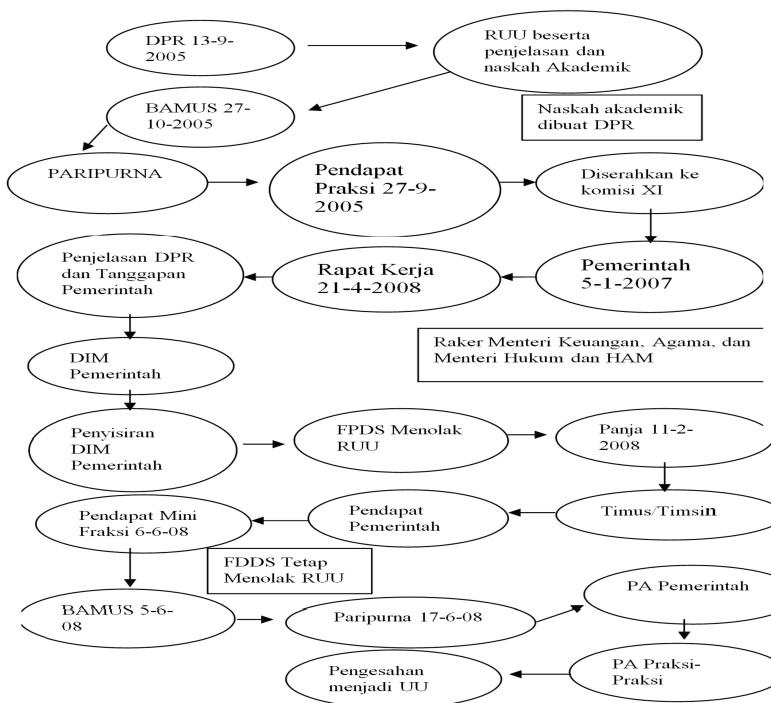 DPR 13-9-
2005
RUU beserta
penjelasan dan
naskah Akademik
BAMUS 27-
10-2005
Naskah akademik
dibuat DPR
PARIPURNA
Pendapat
Praksi 27-9-
2005
Diserahkan ke
komisi XI
Penjelasan DPR
dan Tanggapan
Pemerintah
Rapat Kerja
21-4-2008
Pemerintah
5-1-2007
Raker Menteri Keuangan, Agama, dan
Menteri Hukum dan HAM
DIM
Pemerintah
Penyisiran
DIM
Pemerintah
FPDS Menolak
RUU
Panja 11-2-
2008
Pendapat Mini
Fraksi 6-6-08
Pendapat
Pemerintah
Timus/Timsin
FDDS Tetap
Menolak RUU
BAMUS 5-6-
08
Paripurna 17-6-08
PA Pemerintah
Pengesahan
menjadi UU
PA Praksi-
Praksi